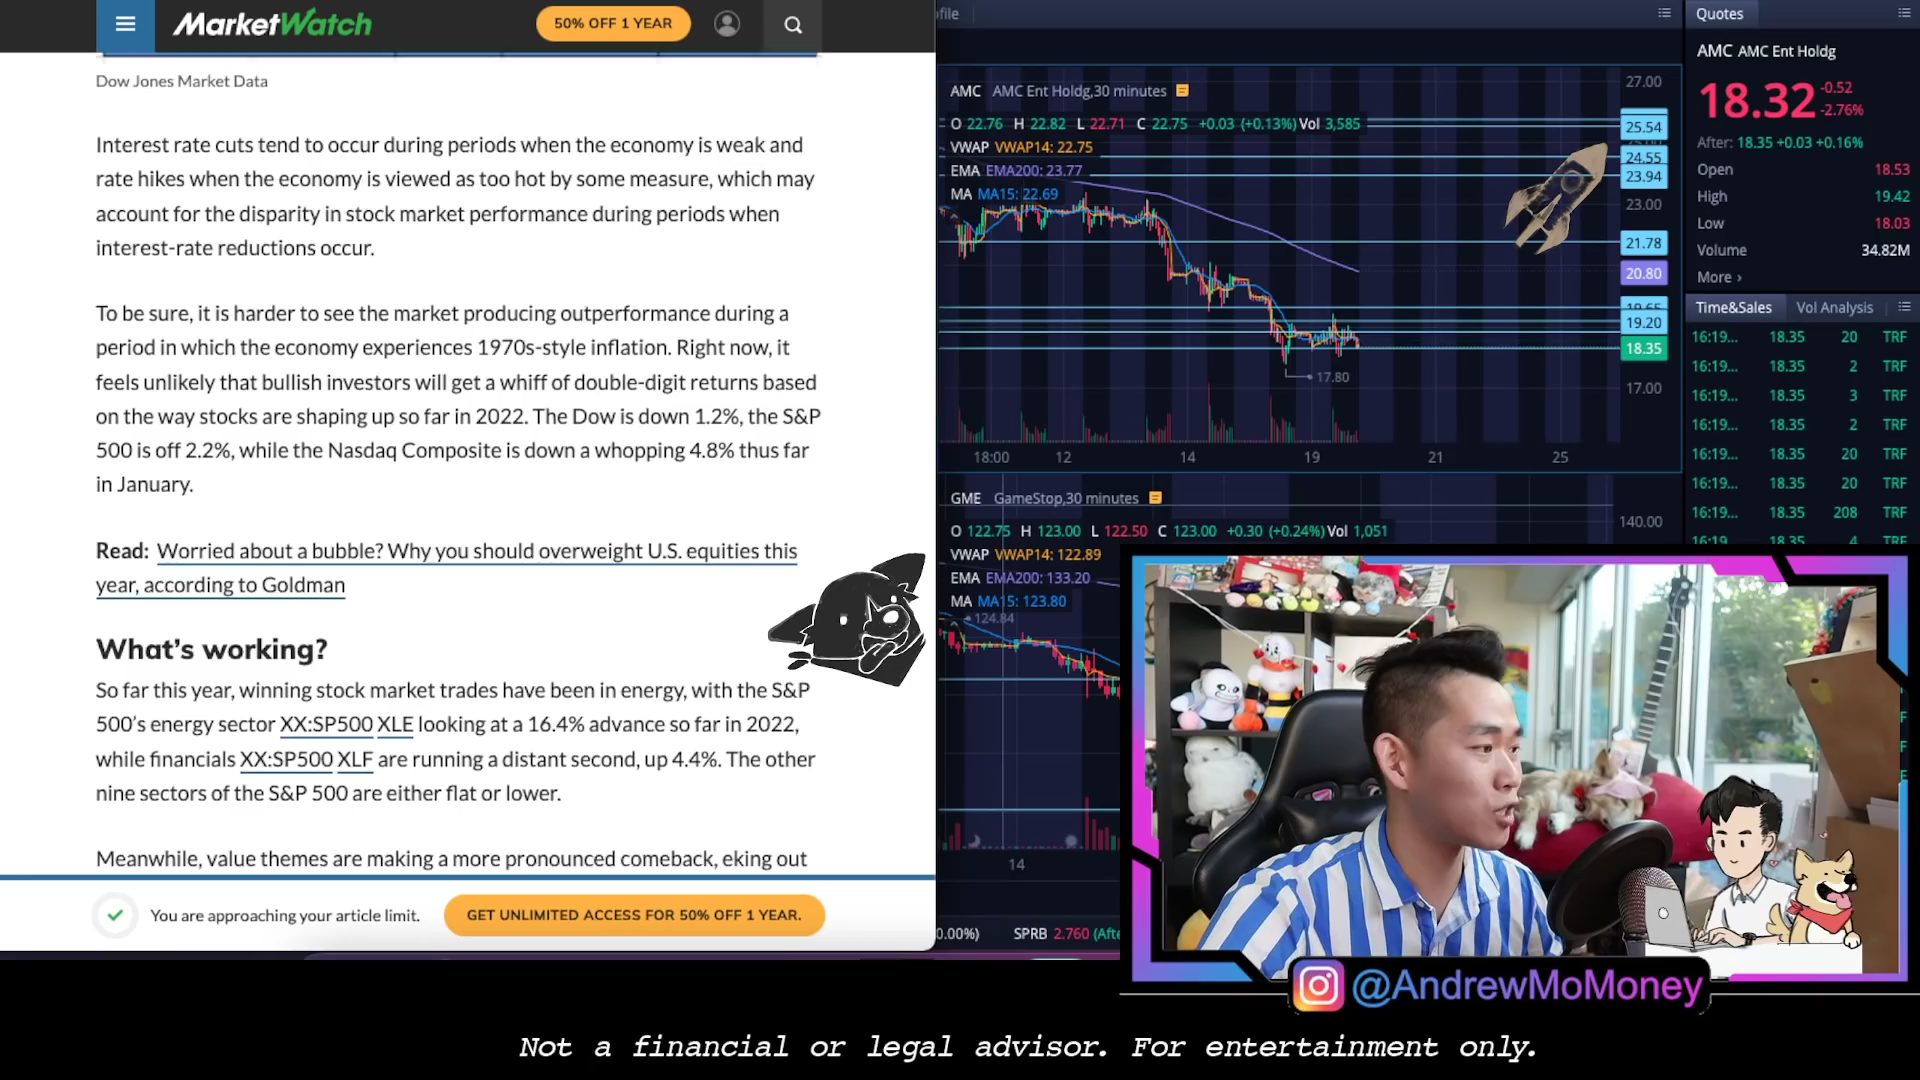 MarketWatch
50% OFF 1 YEAR
Dow Jones Market Data
Interest rate cuts tend to occur during periods when the economy is weak and
rate hikes when the economy is viewed as too hot by some measure, which may
account for the disparity in stock market performance during periods when
interest-rate reductions occur.
To be sure, it is harder to see the market producing outperformance during a
period in which the economy experiences 1970s-style inflation. Right now, it
feels unlikely that bullish investors will get a whiff of double-digit returns based
on the way stocks are shaping up so far in 2022. The Dow is down 1.2%, the S&P
500 is off 2.2%, while the Nasdaq Composite is down a whopping 4.8% thus far
in January.
Read: Worried about a bubble? Why you should overweight U.S. equities this
year, according to Goldman
What's working?
So far this year, winning stock market trades have been in energy, with the S&P
500's energy sector XX:SP500 XLE looking at a 16.4% advance so far in 2022,
while financials XX:SP500 XLF are running a distant second, up 4.4%. The other
nine sectors of the S&P 500 are either flat or lower.
Meanwhile, value themes are making a more pronounced comeback, eking out
You are approaching your article limit.
GET UNLIMITED ACCESS FOR 50% OFF 1 YEAR.
AMC AMC Ent Holdg,30 minutes
O 22.76 H 22.82 L 22.71 C 22.75 +0.03 (+0.13%) Vol 3,585
VWAP VWAP14: 22.75
EMA EMA200: 23.77
MA MA15: 22.69
27.00
25.54
24.55
23.94
23.00
21.78
20.80
19.65
19.20
18.35
17.00
17.80
18:00 12 14 19 21 25
GME GameStop,30 minutes
O 122.75 H 123.00 L 122.50 C 123.00 +0.30 (+0.24%) Vol 1,051
VWAP VWAP14: 122.89
EMA EMA200: 133.20
MA MA15: 123.80
124.84
140.00
14
0.00%) SPRB 2.760 (Afte
Quotes
AMC AMC Ent Holdg
18.32 -0.52
-2.76%
After: 18.35 +0.03 +0.16%
Open 18.53
High 19.42
Low 18.03
Volume 34.82M
More ›
Time&Sales Vol Analysis
16:19... 18.35 20 TRF
16:19... 18.35 2 TRF
16:19... 18.35 3 TRF
16:19... 18.35 2 TRF
16:19... 18.35 20 TRF
16:19... 18.35 20 TRF
16:19... 18.35 208 TRF
16:19... 18.35 4 TRF
@AndrewMoMoney
Not a financial or legal advisor. For entertainment only.